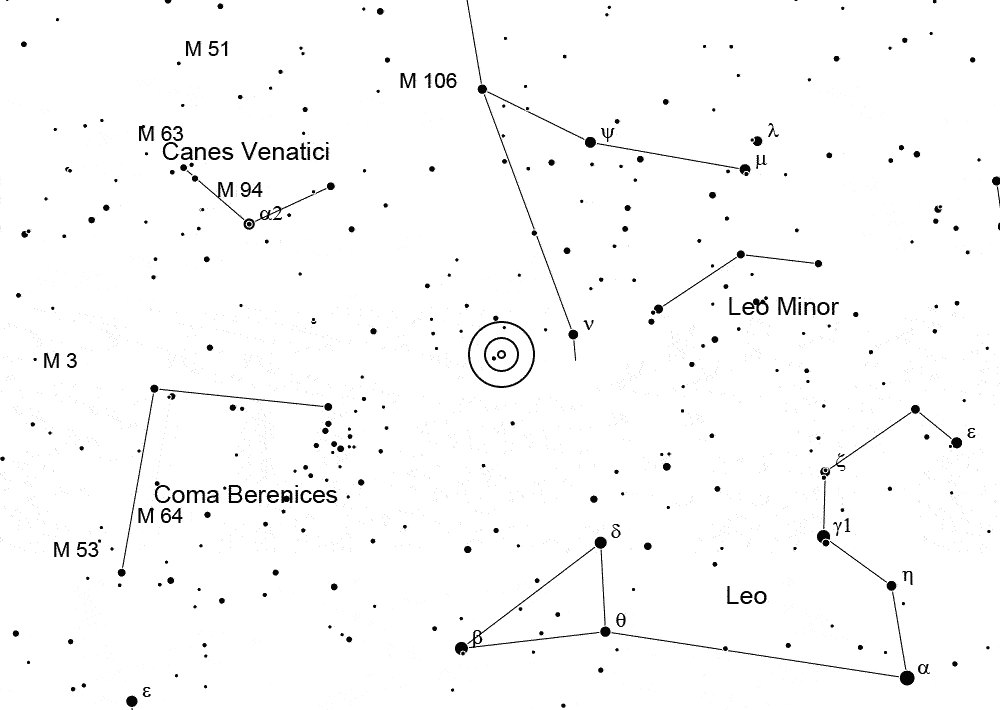 M 51
M 106
M 63
ψ
λ
Canes Venatici
μ
M 94
α2
Leo Minor
ν
M 3
ε
ζ
Coma Berenices
M 64
γ1
δ
M 53
η
Leo
θ
β
α
ε